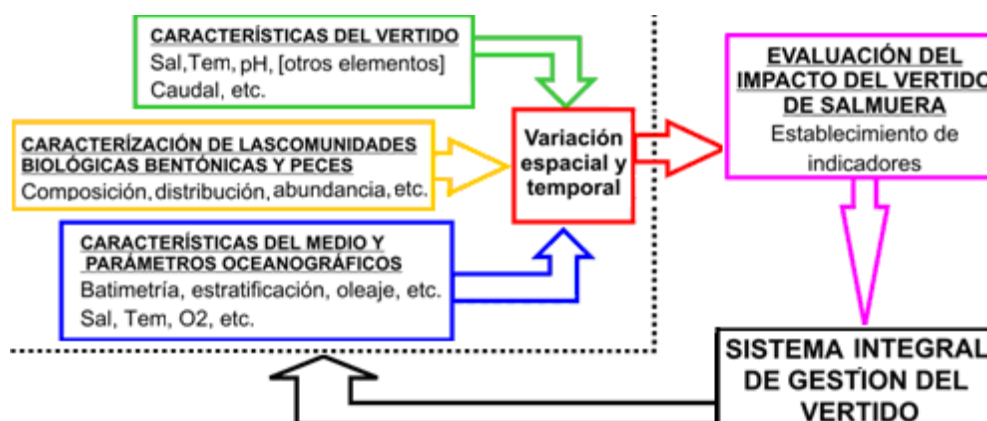 CARACTERÍSTICAS DEL VERTIDO
Sal,Tem, pH, [otros elementos]
Caudal, etc.
CARACTERÍZACIÓN DE LASCOMUNIDADES
BIOLÓGICAS BENTÓNICAS Y PECES
Composición, distribución, abundancia, etc.
CARACTERÍSTICAS DEL MEDIO Y
PARÁMETROS OCEANOGRÁFICOS
Batimetría, estratificación, oleaje, etc.
Sal, Tem, O2, etc.
Variación
espacial y
temporal
EVALUACIÓN DEL
IMPACTO DEL VERTIDO
DE SALMUERA
Establecimiento de
indicadores
SISTEMA INTEGRAL
DE GESTÍON DEL
VERTIDO